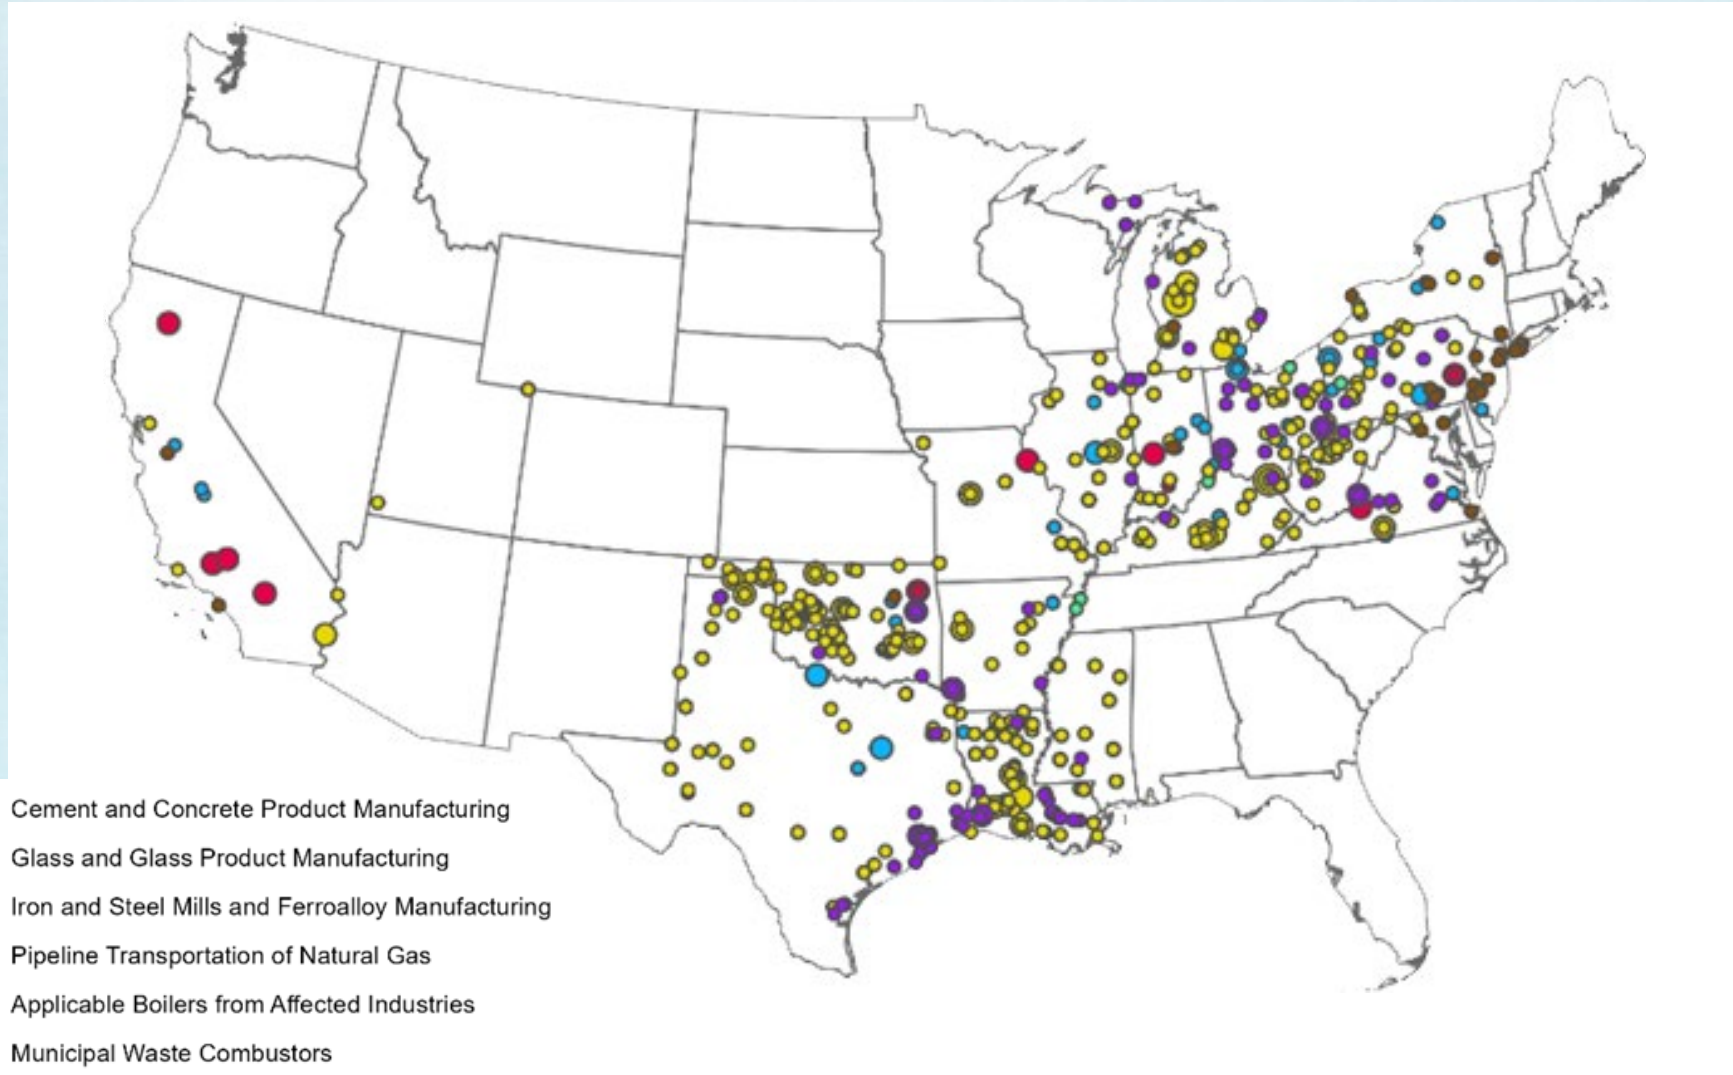 Cement and Concrete Product Manufacturing
Glass and Glass Product Manufacturing
Iron and Steel Mills and Ferroalloy Manufacturing
Pipeline Transportation of Natural Gas
Applicable Boilers from Affected Industries
Municipal Waste Combustors